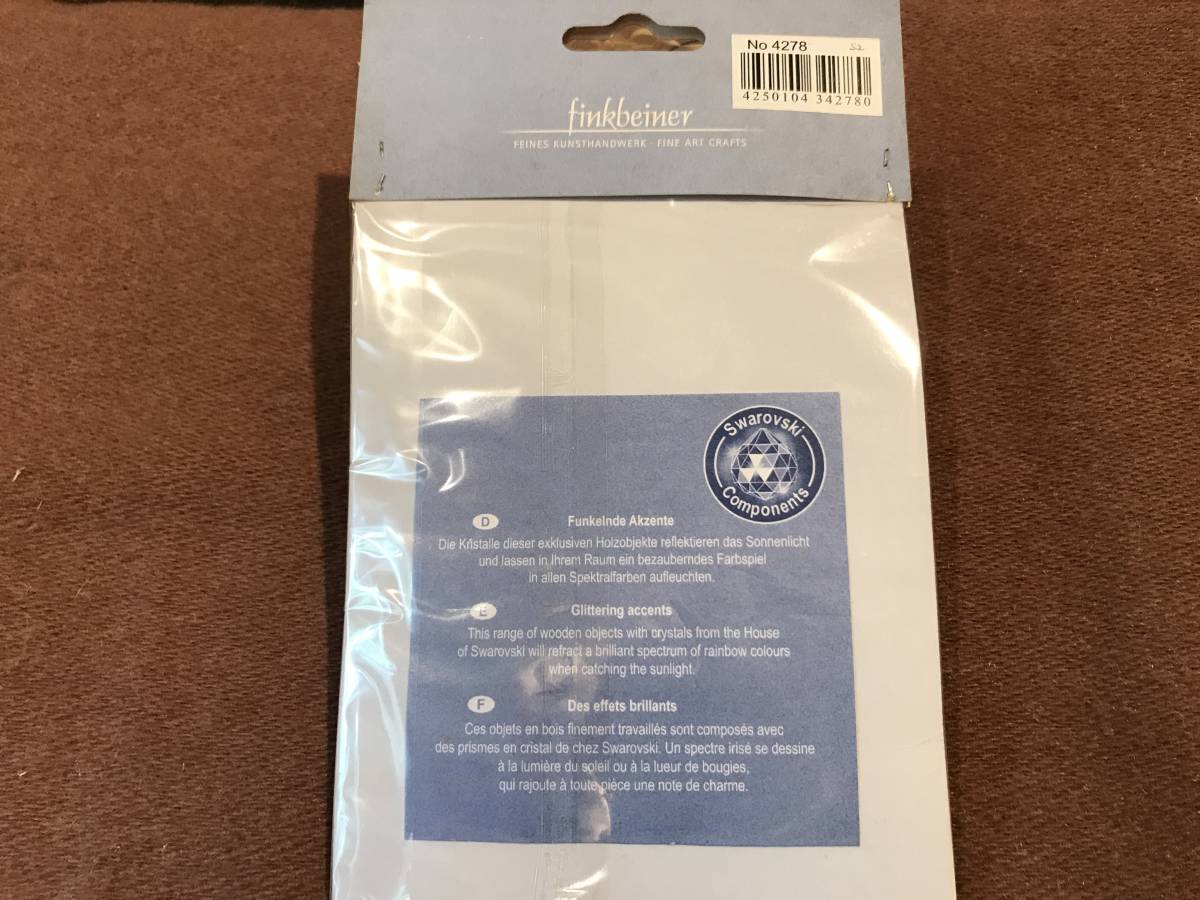 No 4278 52
4250104 342780
finkbeiner
FEINES KUNSTHANDWERK · FINE ART CRAFTS
Swarovski
Components
D Funkelnde Akzente
Die Kristalle dieser exklusiven Holzobjekte reflektieren das Sonnenlicht
und lassen in Ihrem Raum ein bezauberndes Farbspiel
in allen Spektralfarben aufleuchten.
E Glittering accents
This range of wooden objects with crystals from the House
of Swarovski will refract a brilliant spectrum of rainbow colours
when catching the sunlight.
F Des effets brillants
Ces objets en bois finement travaillés sont composés avec
des prismes en cristal de chez Swarovski. Un spectre irisé se dessine
à la lumière du soleil ou à la lueur de bougies,
qui rajoute à toute pièce une note de charme.